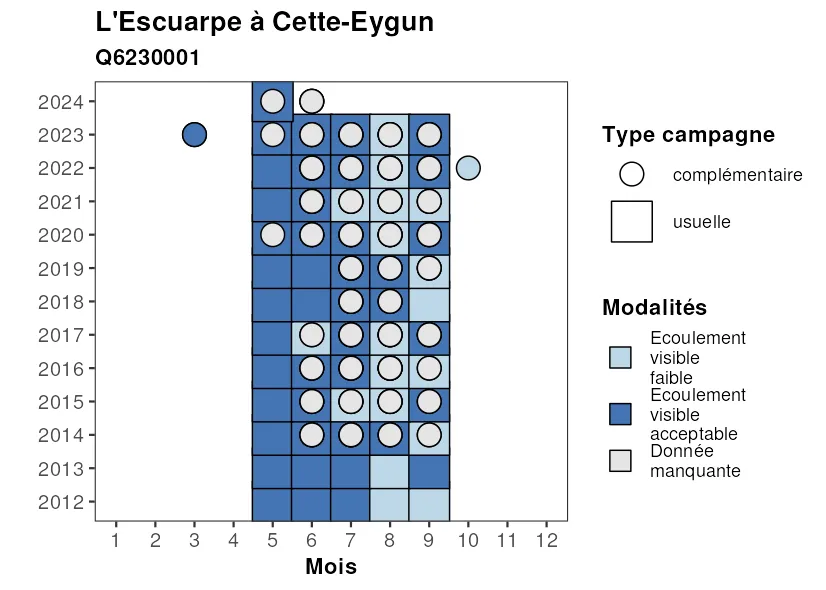 L'Escuarpe à Cette-Eygun
Q6230001
2024
2023
2022
2021
2020
2019
2018
2017
2016
2015
2014
2013
2012
1 2 3 4 5 6 7 8 9 10 11 12
Mois
Type campagne
complémentaire
usuelle
Modalités
Ecoulement
visible
faible
Ecoulement
visible
acceptable
Donnée
manquante